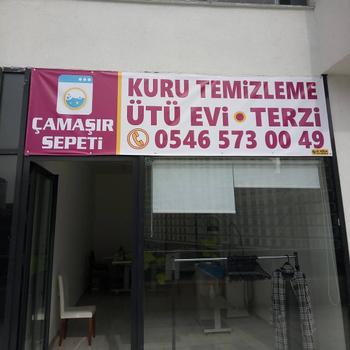 ÇAMAŞIR
SEPETİ
KURU TEMİZLEME
ÜTÜ EVİ • TERZİ
0546 573 00 49